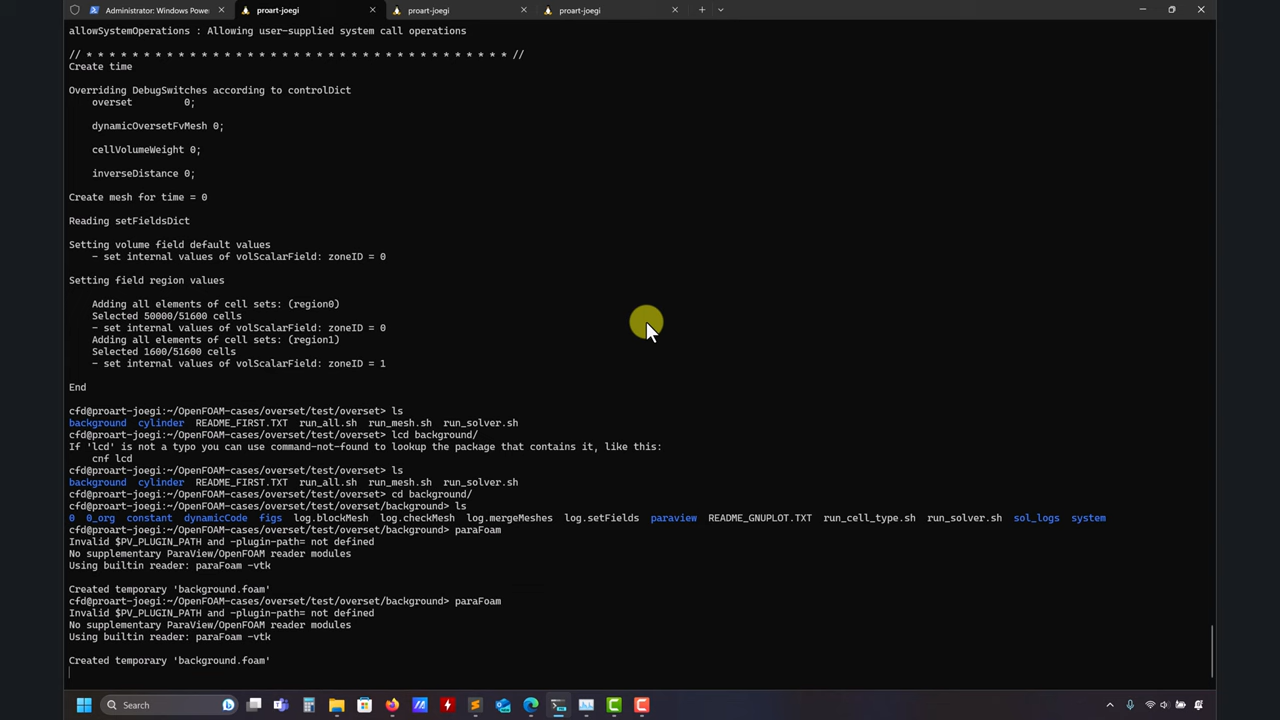 Administrator: Windows Powe
proart-joegi
proart-joegi
proart-joegi
allowSystemOperations : Allowing user-supplied system call operations
// * * * * * * * * * * * * * * * * * * * * * * * * * * * * * * * * * * * * * //
Create time
Overriding DebugSwitches according to controlDict
overset 0;
dynamicOversetFvMesh 0;
cellVolumeWeight 0;
inverseDistance 0;
Create mesh for time = 0
Reading setFieldsDict
Setting volume field default values
- set internal values of volScalarField: zoneID = 0
Setting field region values
Adding all elements of cell sets: (region0)
Selected 50000/51600 cells
- set internal values of volScalarField: zoneID = 0
Adding all elements of cell sets: (region1)
Selected 1600/51600 cells
- set internal values of volScalarField: zoneID = 1
End
cfd@proart-joegi:~/OpenFOAM-cases/overset/test/overset> ls
background cylinder README_FIRST.TXT run_all.sh run_mesh.sh run_solver.sh
cfd@proart-joegi:~/OpenFOAM-cases/overset/test/overset> lcd background/
If 'lcd' is not a typo you can use command-not-found to lookup the package that contains it, like this:
cnf lcd
cfd@proart-joegi:~/OpenFOAM-cases/overset/test/overset> ls
background cylinder README_FIRST.TXT run_all.sh run_mesh.sh run_solver.sh
cfd@proart-joegi:~/OpenFOAM-cases/overset/test/overset> cd background/
cfd@proart-joegi:~/OpenFOAM-cases/overset/test/overset/background> ls
0 0_org constant dynamicCode figs log.blockMesh log.checkMesh log.mergeMeshes log.setFields paraview README_GNUPLOT.TXT run_cell_type.sh run_solver.sh sol_logs system
cfd@proart-joegi:~/OpenFOAM-cases/overset/test/overset/background> paraFoam
Invalid $PV_PLUGIN_PATH and -plugin-path= not defined
No supplementary ParaView/OpenFOAM reader modules
Using builtin reader: paraFoam -vtk
Created temporary 'background.foam'
cfd@proart-joegi:~/OpenFOAM-cases/overset/test/overset/background> paraFoam
Invalid $PV_PLUGIN_PATH and -plugin-path= not defined
No supplementary ParaView/OpenFOAM reader modules
Using builtin reader: paraFoam -vtk
Created temporary 'background.foam'
Search